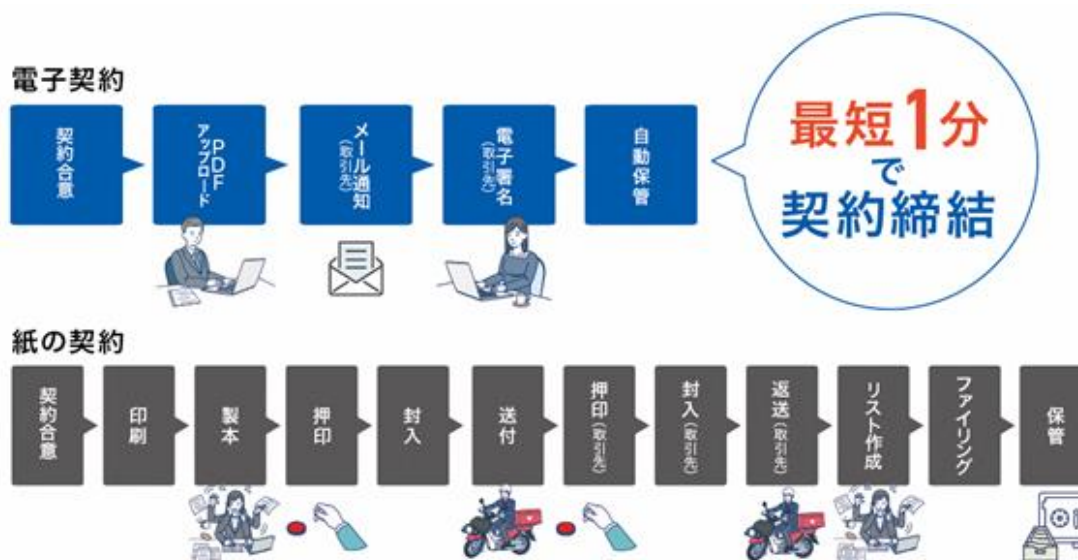 電子契約
契約合意
PDF
アップロード
メール通知
(取引先)
電子署名
(取引先)
自動保管
最短1分
で
契約締結
紙の契約
契約合意
印刷
製本
押印
封入
送付
押印(取引先)
封入(取引先)
返送(取引先)
リスト作成
ファイリング
保管